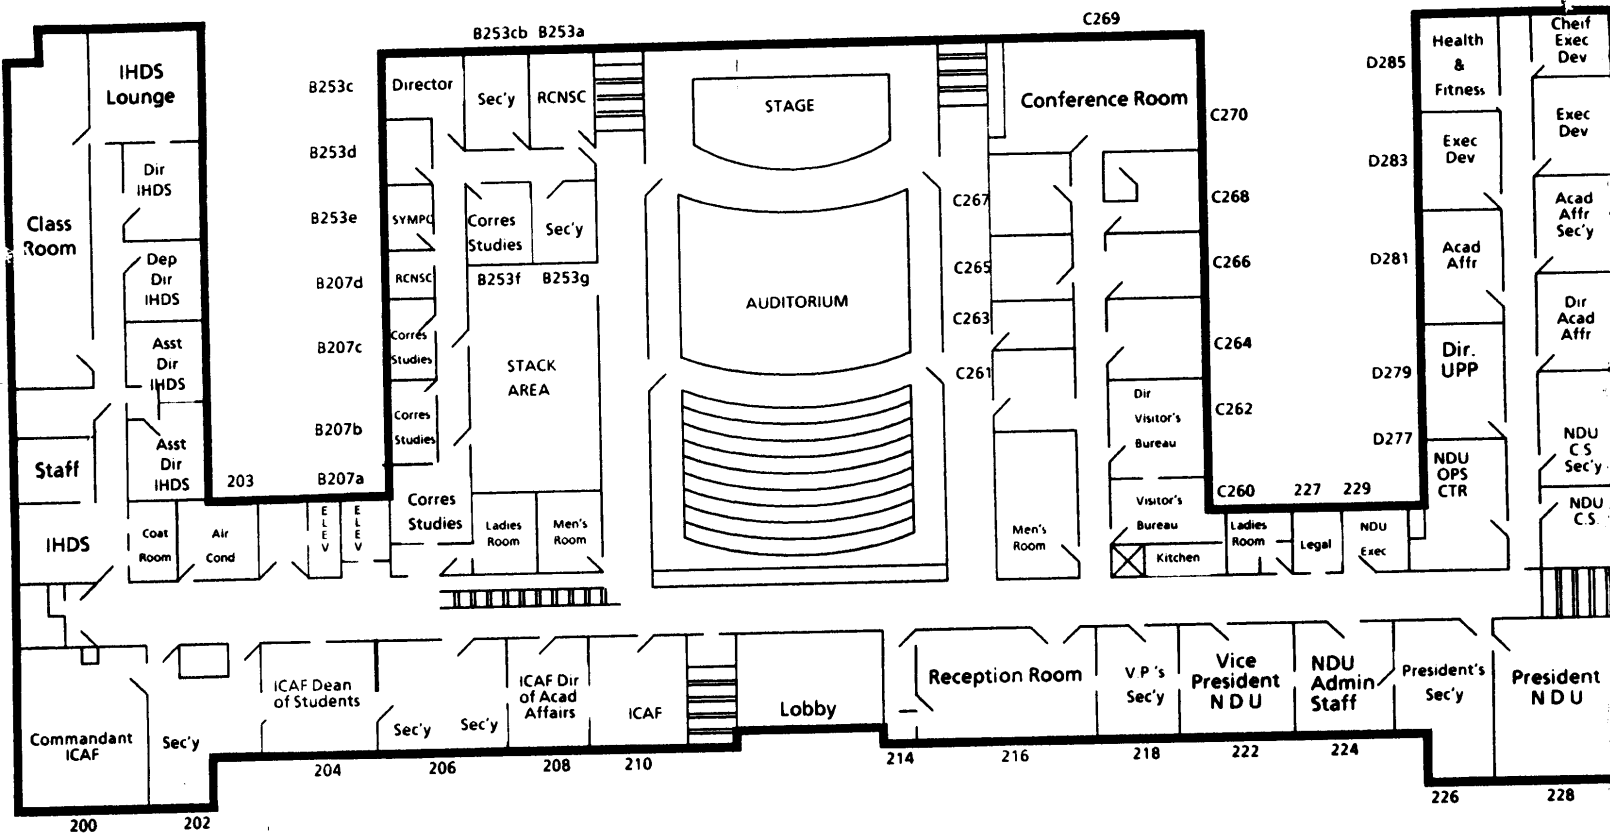 C269
B253cb B253a
Cheif
Exec
Dev
Health
&
Fitness
D285
IHDS
Lounge
B253c
Director
Sec'y
RCNSC
STAGE
Conference Room
C270
Exec
Dev
B253d
D283
Exec
Dev
Dir
IHDS
Class
Room
B253e
SYMPO
Corres
Studies
Sec'y
C267
C268
Acad
Affr
Sec'y
Dep
Dir
IHDS
B207d
RCNSC
B253f
B253g
AUDITORIUM
C265
C266
D281
Acad
Affr
Dir
Acad
Affr
Asst
Dir
IHDS
B207c
Corres
Studies
STACK
AREA
C263
C264
C261
D279
Dir.
UPP
B207b
Corres
Studies
Dir
Visitor's
Bureau
C262
D277
NDU
C S
Sec'y
Staff
Asst
Dir
IHDS
203
B207a
Corres
Studies
Visitor's
Bureau
C260
227
229
NDU
OPS
CTR
NDU
C.S.
IHDS
Coat
Room
Air
Cond
ELEV
ELEV
Ladies
Room
Men's
Room
Men's
Room
Kitchen
Ladies
Room
Legal
NDU
Exec
Commandant
ICAF
Sec'y
ICAF Dean
of Students
Sec'y
Sec'y
ICAF Dir
of Acad
Affairs
ICAF
Lobby
Reception Room
V.P.'s
Sec'y
Vice
President
N D U
NDU
Admin
Staff
President's
Sec'y
President
N D U
200
202
204
206
208
210
214
216
218
222
224
226
228